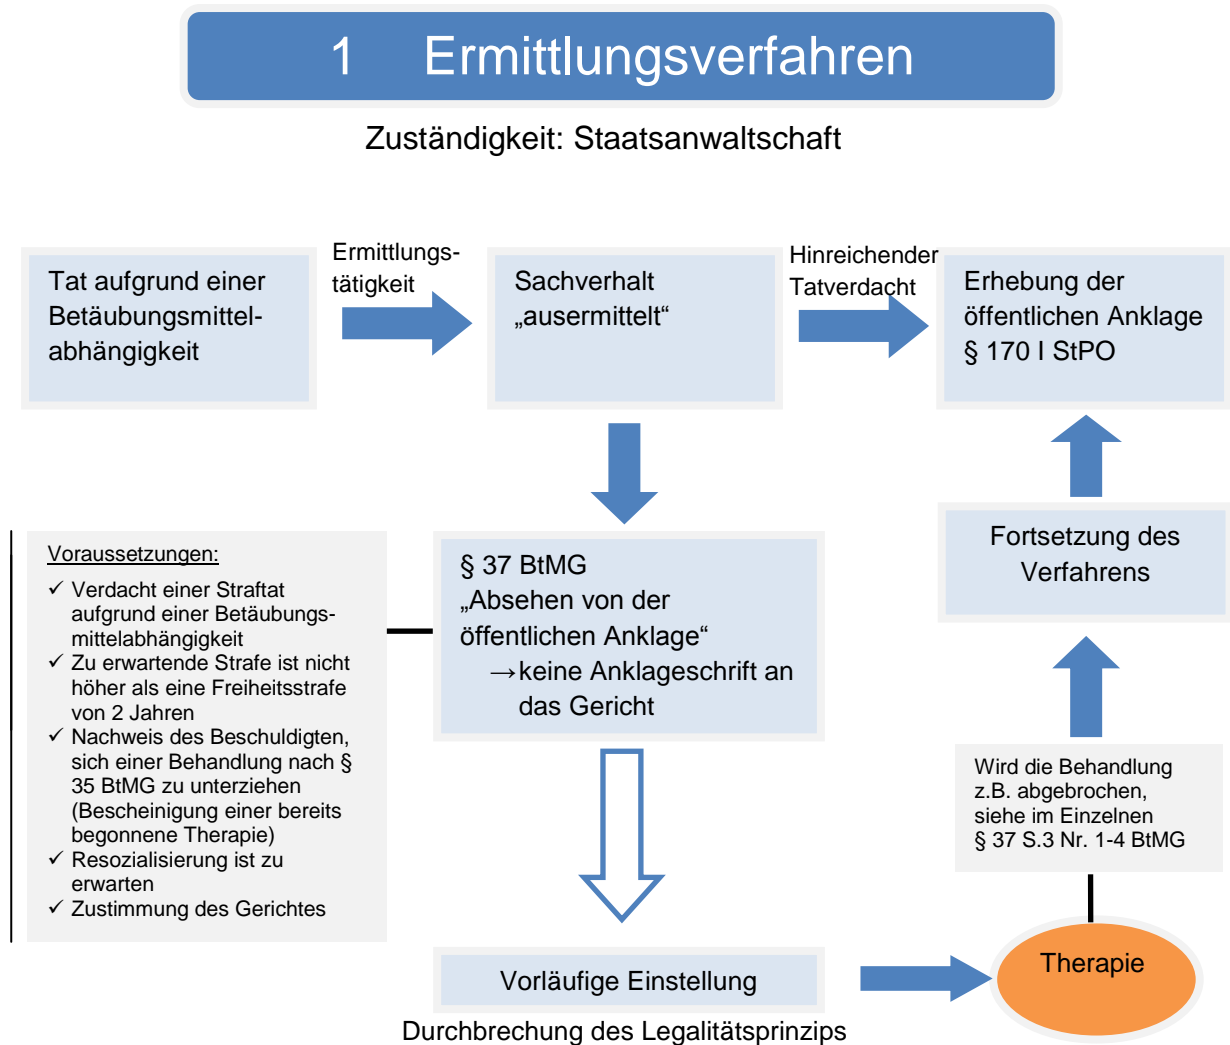 1 Ermittlungsverfahren
Zuständigkeit: Staatsanwaltschaft
Tat aufgrund einer
Betäubungsmittel-
abhängigkeit
Ermittlungs-
tätigkeit
Sachverhalt
„ausermittelt“
Hinreichender
Tatverdacht
Erhebung der
öffentlichen Anklage
§ 170 I StPO
Voraussetzungen:
✓ Verdacht einer Straftat
aufgrund einer Betäubungs-
mittelabhängigkeit
✓ Zu erwartende Strafe ist nicht
höher als eine Freiheitsstrafe
von 2 Jahren
✓ Nachweis des Beschuldigten,
sich einer Behandlung nach §
35 BtMG zu unterziehen
(Bescheinigung einer bereits
begonnene Therapie)
✓ Resozialisierung ist zu
erwarten
✓ Zustimmung des Gerichtes
§ 37 BtMG
„Absehen von der
öffentlichen Anklage“
→ keine Anklageschrift an
das Gericht
Fortsetzung des
Verfahrens
Wird die Behandlung
z.B. abgebrochen,
siehe im Einzelnen
§ 37 S.3 Nr. 1-4 BtMG
Vorläufige Einstellung
Therapie
Durchbrechung des Legalitätsprinzips